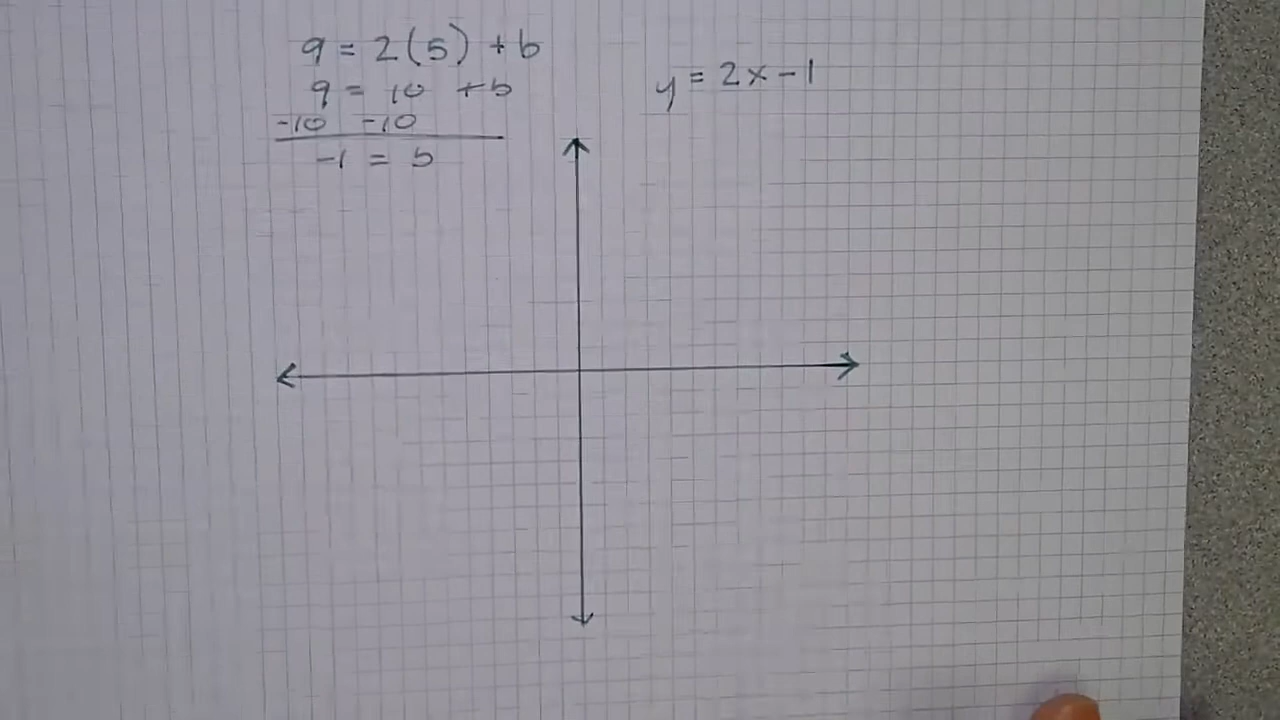 9 = 2(5) + b
9 = 10 + b
-10 -10
-1 = b
y = 2x - 1